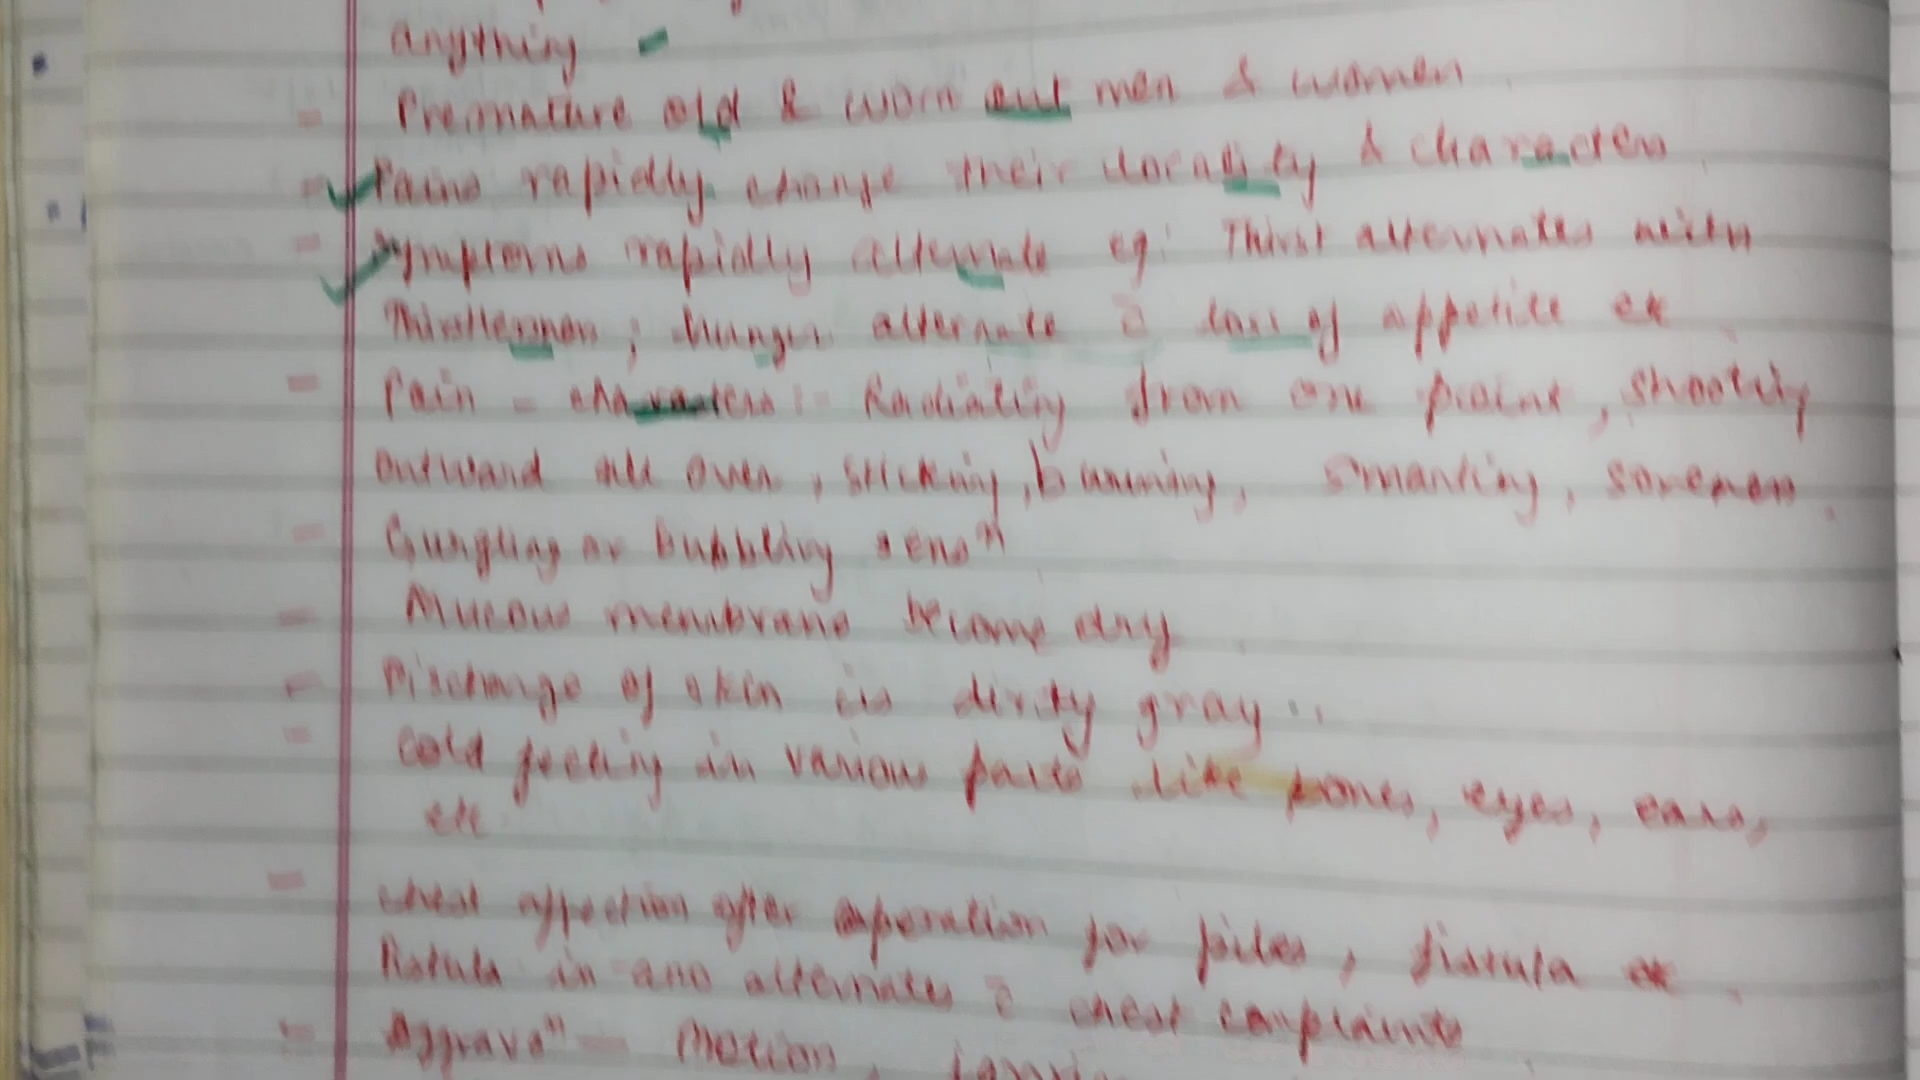 anything
- Premature old & worn out men & women
- Pains rapidly change their locality & characters
- Symptoms rapidly alternate eg: Thirst alternates with
Thirstlessness ; hunger alternate c̄ loss of appetite etc
- Pain - characters :- Radiating from one point, shooting
outward all over, sticking, burning, smarting, soreness.
- Gurgling or bubbling sensn
- Mucous membrane become dry
- Discharge of skin is dirty gray
- Cold feeling in various parts like bones, eyes, ears,
etc
- Chest affection after operation for piles, fistula etc
Fistula in ano alternates c̄ chest complaints
- Aggravan - Motion,